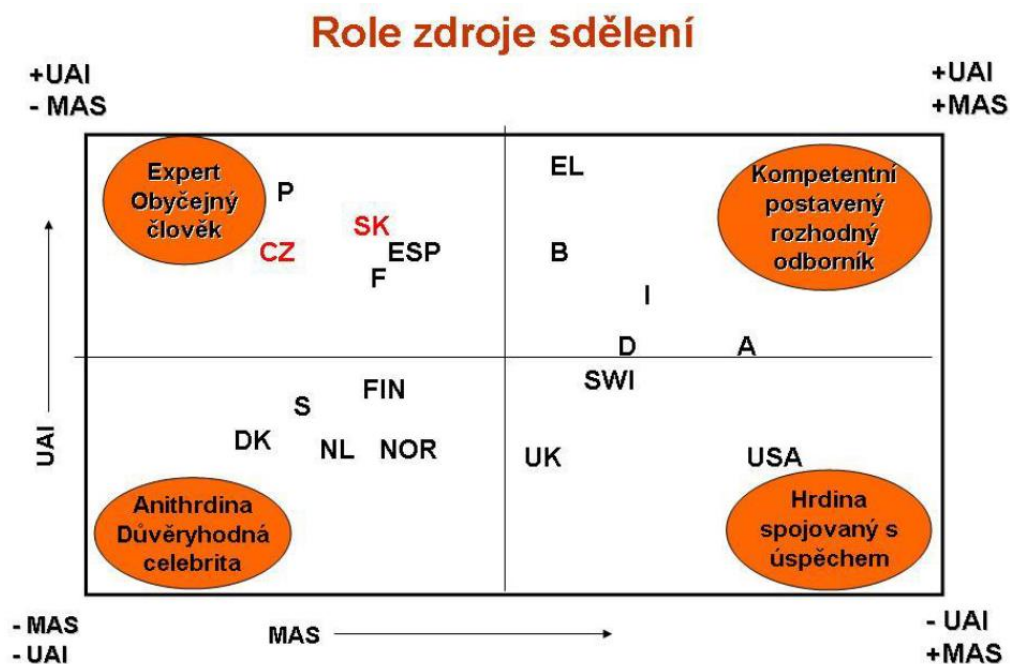 Role zdroje sdělení
+UAI
- MAS
+UAI
+MAS
Expert
Obyčejný
člověk
P
SK
CZ
ESP
F
EL
B
I
D
A
Kompetentní
postavený
rozhodný
odborník
UAI
FIN
S
DK
NL
NOR
SWI
UK
USA
Anithrdina
Důvěryhodná
celebrita
Hrdina
spojovaný s
úspěchem
- MAS
- UAI
MAS
- UAI
+MAS